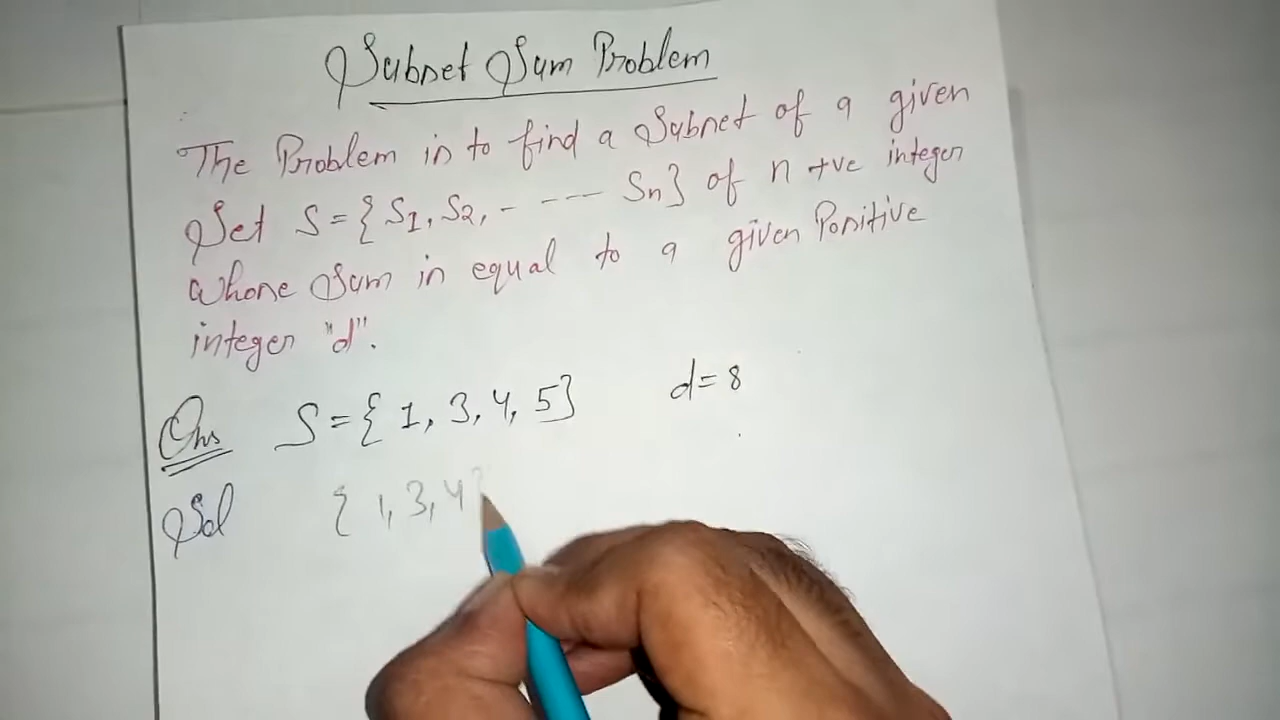 Subset Sum Problem
The Problem is to find a Subset of a given
Set S={S1, S2, - ---- Sn} of n +ve integer
whose Sum is equal to a given Positive
integer "d".
Qns S={1, 3, 4, 5} d=8
Sol {1, 3, 4}